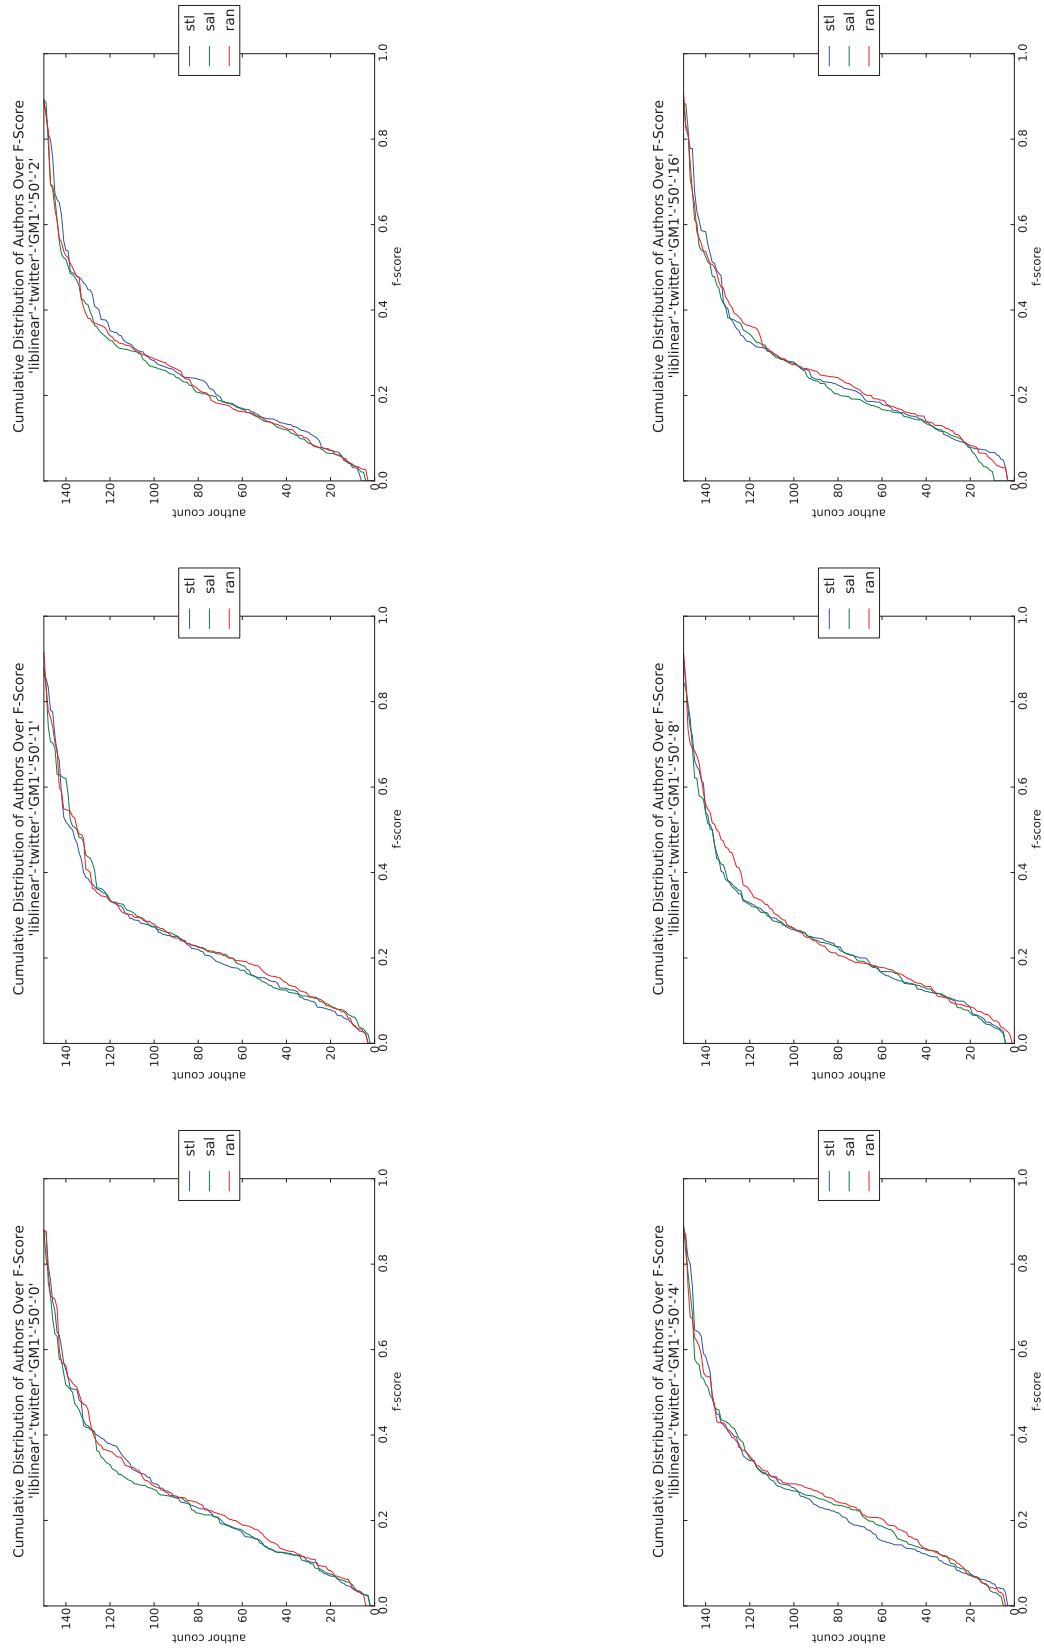 Cumulative Distribution of Authors Over F-Score
'liblinear'-'twitter'-'GM1'-'50'-'0'
140
120
100
80
60
40
20
0
author count
0.0 0.2 0.4 0.6 0.8 1.0
f-score
stl
sal
ran
Cumulative Distribution of Authors Over F-Score
'liblinear'-'twitter'-'GM1'-'50'-'1'
140
120
100
80
60
40
20
0
author count
0.0 0.2 0.4 0.6 0.8 1.0
f-score
stl
sal
ran
Cumulative Distribution of Authors Over F-Score
'liblinear'-'twitter'-'GM1'-'50'-'2'
140
120
100
80
60
40
20
0
author count
0.0 0.2 0.4 0.6 0.8 1.0
f-score
stl
sal
ran
Cumulative Distribution of Authors Over F-Score
'liblinear'-'twitter'-'GM1'-'50'-'4'
140
120
100
80
60
40
20
0
author count
0.0 0.2 0.4 0.6 0.8 1.0
f-score
stl
sal
ran
Cumulative Distribution of Authors Over F-Score
'liblinear'-'twitter'-'GM1'-'50'-'8'
140
120
100
80
60
40
20
0
author count
0.0 0.2 0.4 0.6 0.8 1.0
f-score
stl
sal
ran
Cumulative Distribution of Authors Over F-Score
'liblinear'-'twitter'-'GM1'-'50'-'16'
140
120
100
80
60
40
20
0
author count
0.0 0.2 0.4 0.6 0.8 1.0
f-score
stl
sal
ran